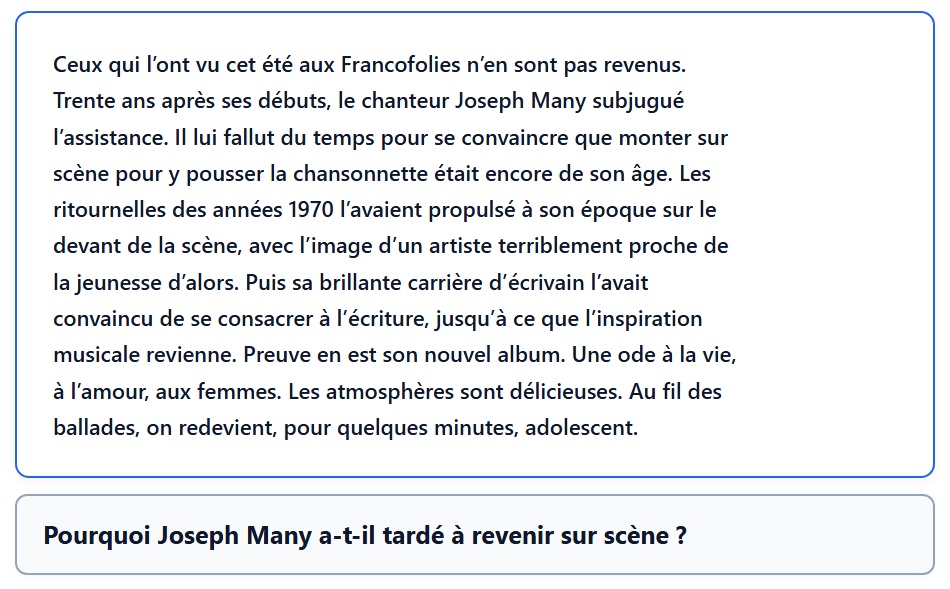 Ceux qui l’ont vu cet été aux Francofolies n’en sont pas revenus.
Trente ans après ses débuts, le chanteur Joseph Many subjugué
l’assistance. Il lui fallut du temps pour se convaincre que monter sur
scène pour y pousser la chansonnette était encore de son âge. Les
ritournelles des années 1970 l’avaient propulsé à son époque sur le
devant de la scène, avec l’image d’un artiste terriblement proche de
la jeunesse d’alors. Puis sa brillante carrière d’écrivain l’avait
convaincu de se consacrer à l’écriture, jusqu’à ce que l’inspiration
musicale revienne. Preuve en est son nouvel album. Une ode à la vie,
à l’amour, aux femmes. Les atmosphères sont délicieuses. Au fil des
ballades, on redevient, pour quelques minutes, adolescent.
Pourquoi Joseph Many a-t-il tardé à revenir sur scène ?